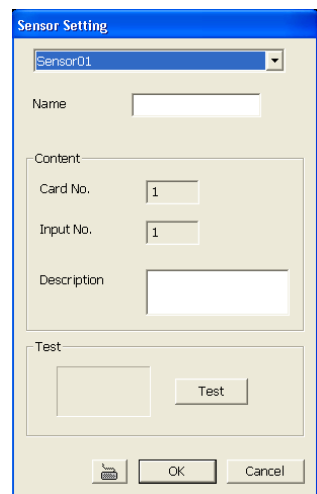 Sensor Setting
Sensor01
Name
Content
Card No. 1
Input No. 1
Description
Test
Test
OK Cancel